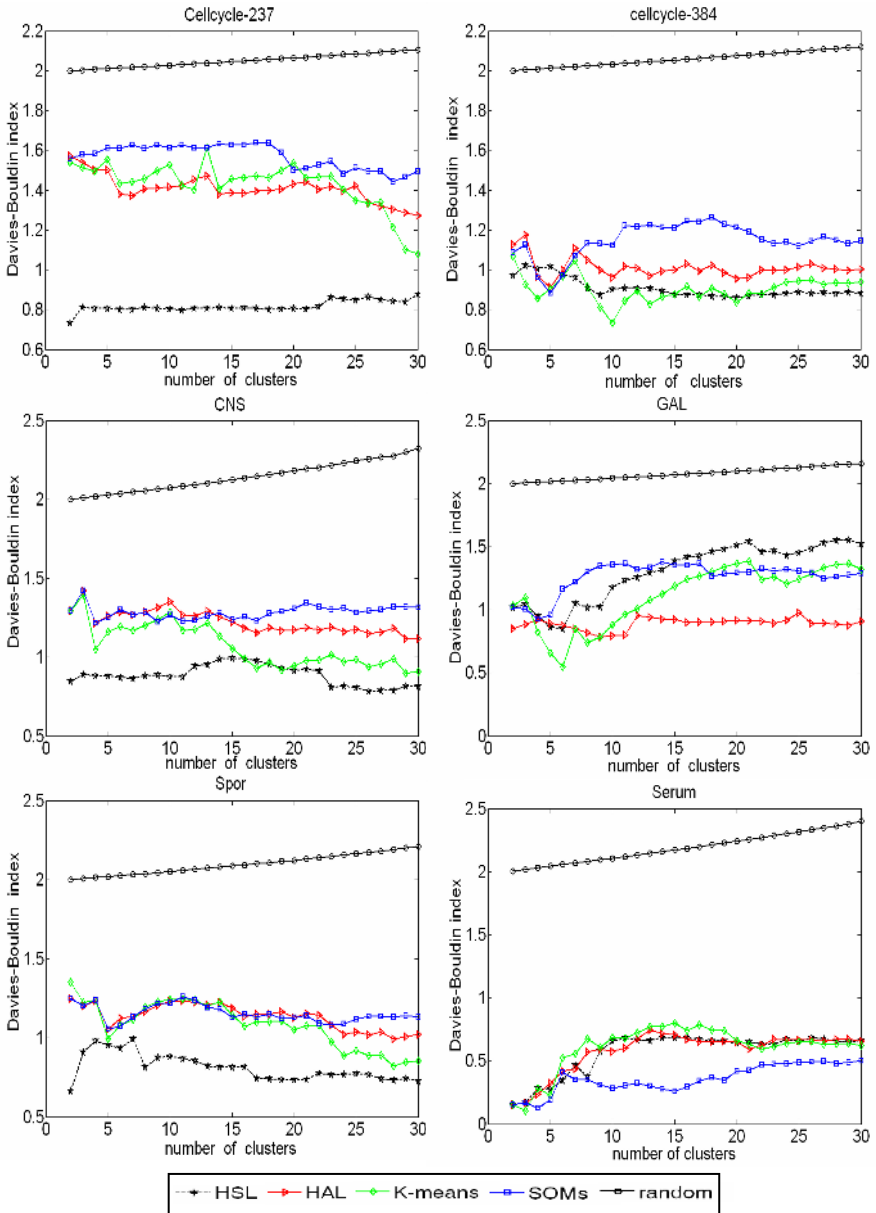 Cellcycle-237
cellcycle-384
Davies-Bouldin index
2.2
2
1.8
1.6
1.4
1.2
1
0.8
0.6
0 5 10 15 20 25 30
number of clusters
Davies-Bouldin index
2.2
2
1.8
1.6
1.4
1.2
1
0.8
0.6
0 5 10 15 20 25 30
number of clusters
CNS
GAL
Davies-Bouldin index
2.5
2
1.5
1
0.5
0 5 10 15 20 25 30
number of clusters
Davies-Bouldin index
2.5
2
1.5
1
0.5
0
0 5 10 15 20 25 30
number of clusters
Spor
Serum
Davies-Bouldin index
2.5
2
1.5
1
0.5
0 5 10 15 20 25 30
number of clusters
Davies-Bouldin index
2.5
2
1.5
1
0.5
0
0 5 10 15 20 25 30
number of clusters
HSL HAL K-means SOMs random